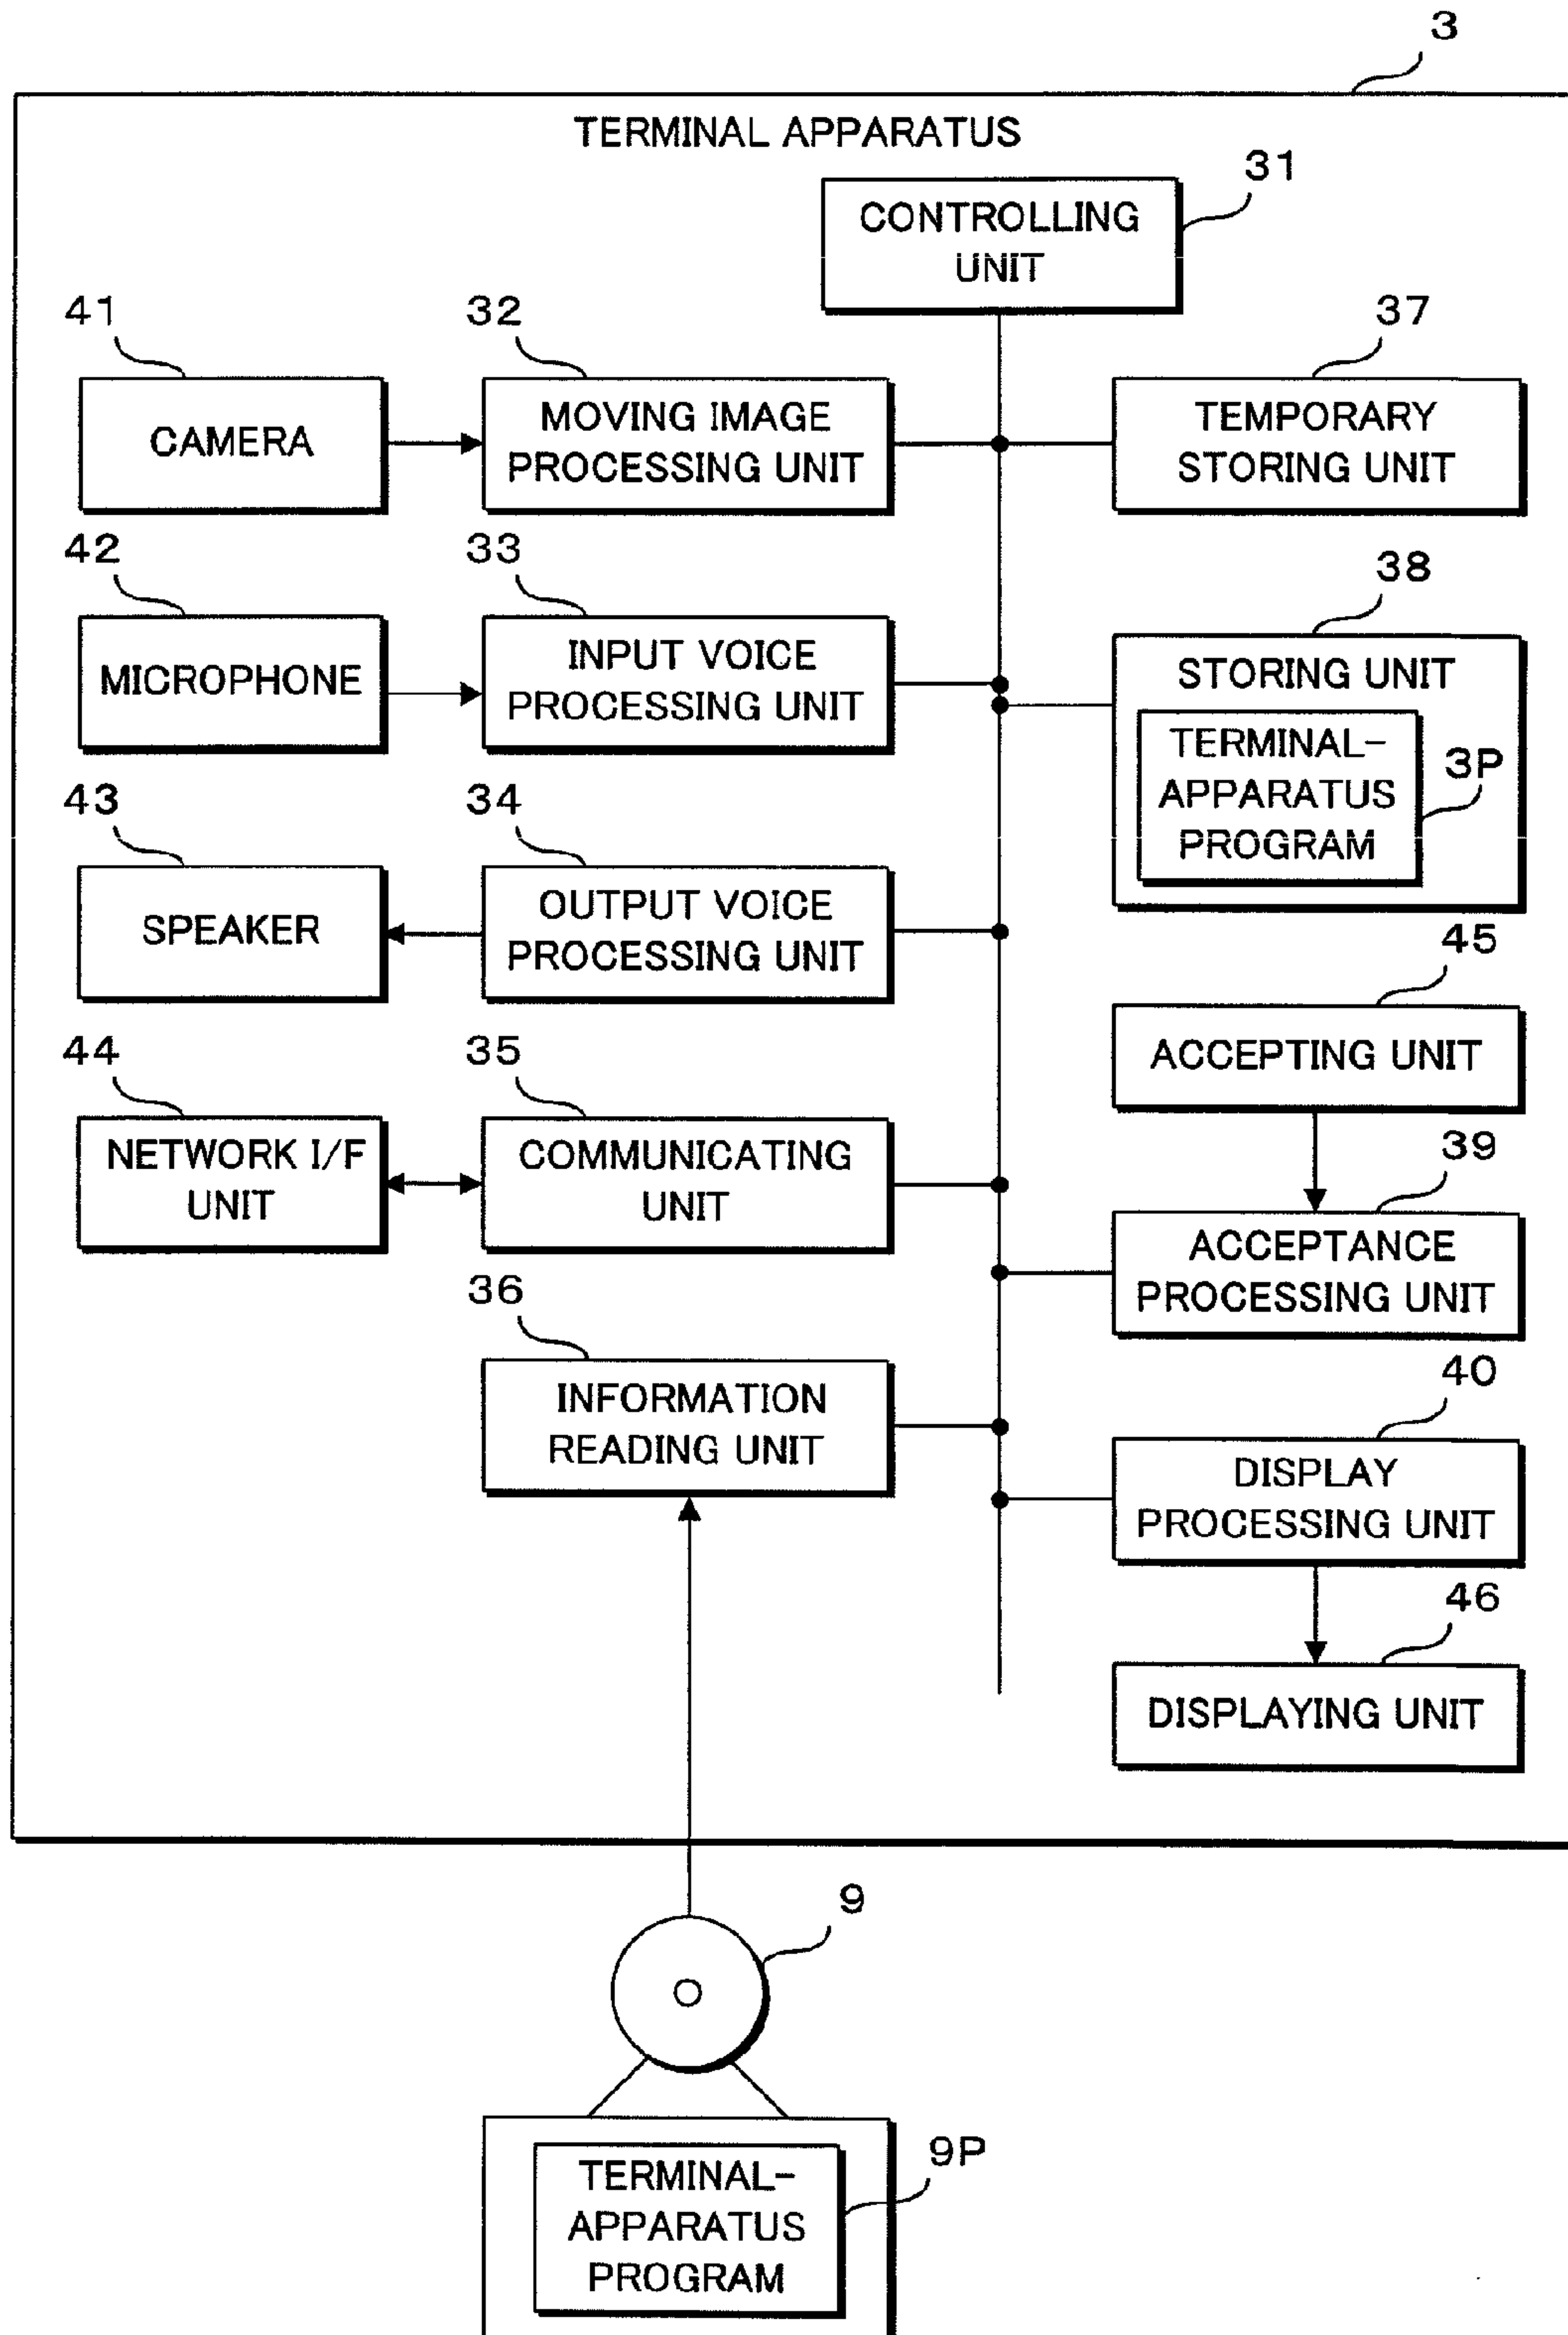 3
TERMINAL APPARATUS
31
CONTROLLING
UNIT
41
CAMERA
32
MOVING IMAGE
PROCESSING UNIT
37
TEMPORARY
STORING UNIT
42
MICROPHONE
33
INPUT VOICE
PROCESSING UNIT
38
STORING UNIT
TERMINAL-
APPARATUS
PROGRAM
3P
43
SPEAKER
34
OUTPUT VOICE
PROCESSING UNIT
45
ACCEPTING UNIT
44
NETWORK I/F
UNIT
35
COMMUNICATING
UNIT
39
ACCEPTANCE
PROCESSING UNIT
36
INFORMATION
READING UNIT
40
DISPLAY
PROCESSING UNIT
46
DISPLAYING UNIT
9
9P
TERMINAL-
APPARATUS
PROGRAM